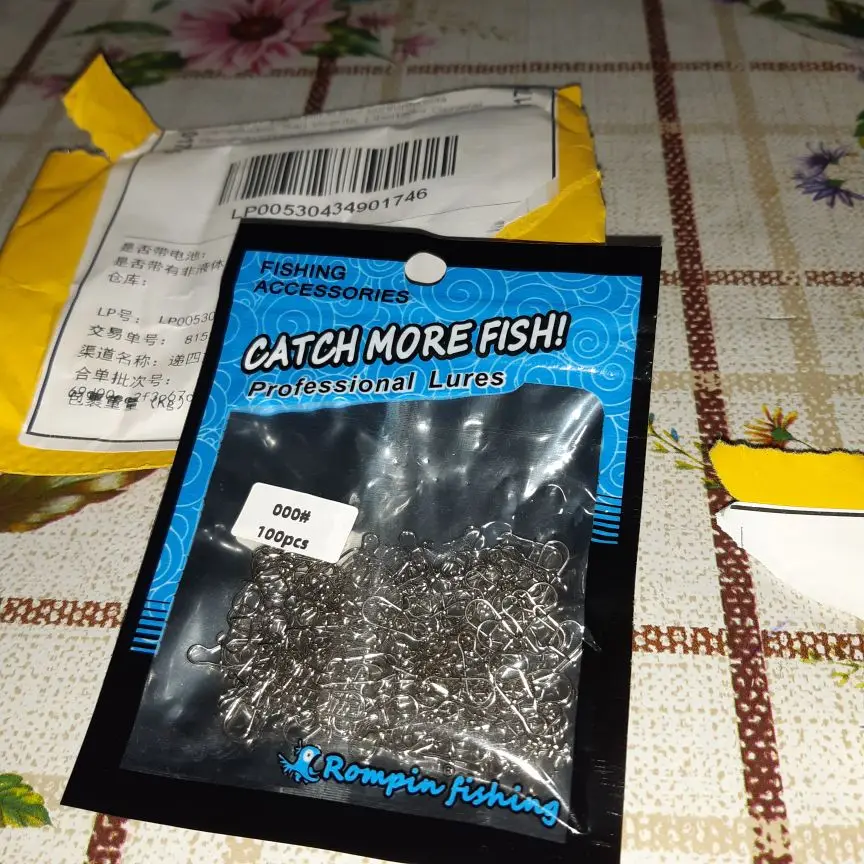 LP00530434901746
是否带电池:
是否带有非液体
仓库:
LP号: LP0053
交易单号: 815
渠道名称: 递四
合单批次号:
包装重量 (Kg)
FISHING
ACCESSORIES
CATCH MORE FISH!
Professional Lures
000#
100pcs
Rompin fishing